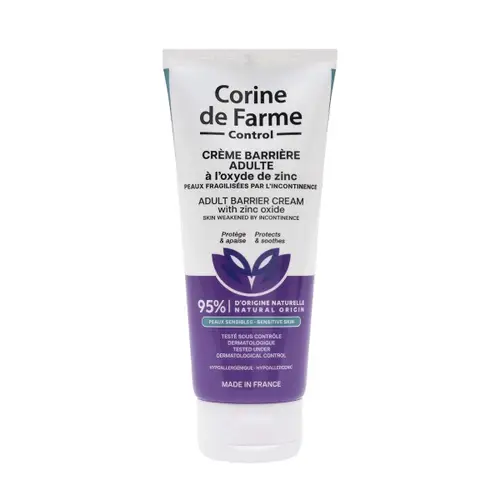 Corine
de Farme
Control
CRÈME BARRIÈRE
ADULTE
à l'oxyde de zinc
PEAUX FRAGILISÉES PAR L'INCONTINENCE
ADULT BARRIER CREAM
with zinc oxide
SKIN WEAKENED BY INCONTINENCE
Protège
& apaise
Protects
& soothes
95%
D'ORIGINE NATURELLE
NATURAL ORIGIN
PEAUX SENSIBLES - SENSITIVE SKIN
TESTÉ SOUS CONTRÔLE
DERMATOLOGIQUE
TESTED UNDER
DERMATOLOGICAL CONTROL
HYPOALLERGÉNIQUE - HYPOALLERGENIC
MADE IN FRANCE